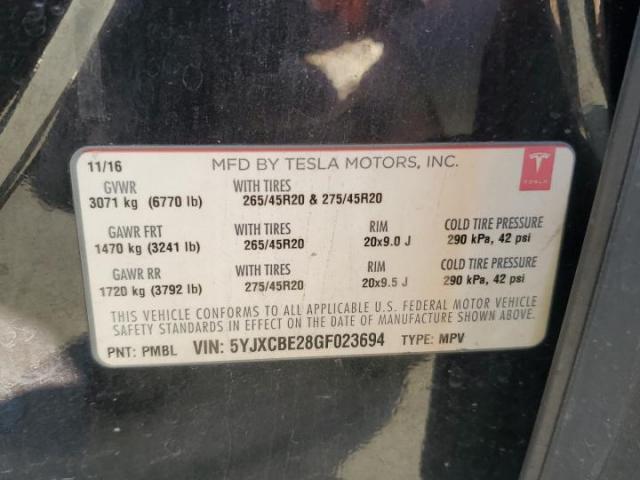 11/16 MFD BY TESLA MOTORS, INC.
TESLA
GVWR WITH TIRES
3071 kg (6770 lb) 265/45R20 & 275/45R20
GAWR FRT WITH TIRES RIM COLD TIRE PRESSURE
1470 kg (3241 lb) 265/45R20 20x9.0 J 290 kPa, 42 psi
GAWR RR WITH TIRES RIM COLD TIRE PRESSURE
1720 kg (3792 lb) 275/45R20 20x9.5 J 290 kPa, 42 psi
THIS VEHICLE CONFORMS TO ALL APPLICABLE U.S. FEDERAL MOTOR VEHICLE
SAFETY STANDARDS IN EFFECT ON THE DATE OF MANUFACTURE SHOWN ABOVE.
PNT: PMBL VIN: 5YJXCBE28GF023694 TYPE: MPV